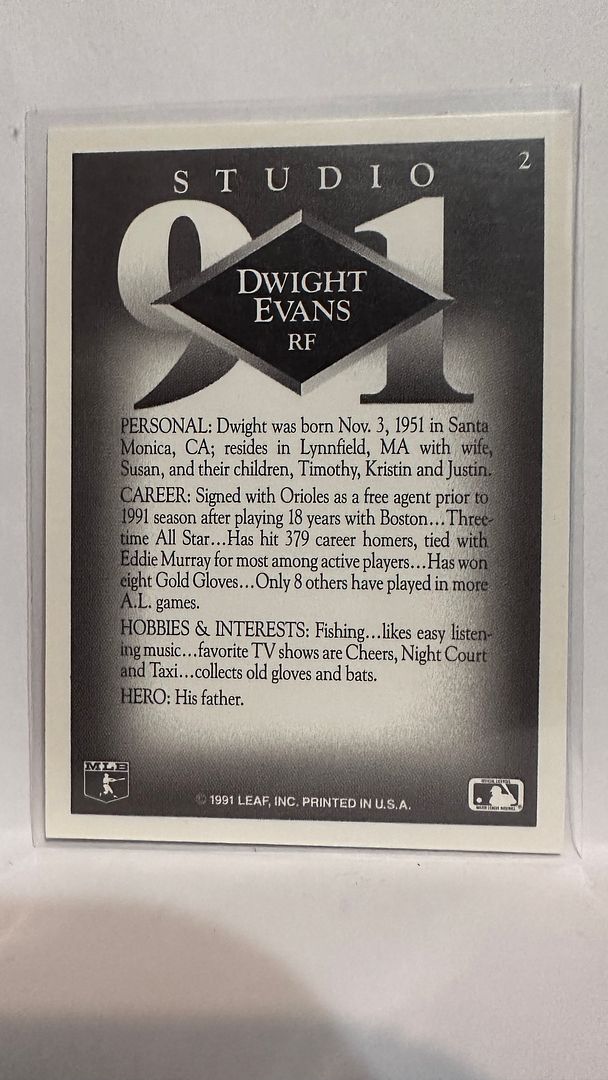 2
STUDIO
91
DWIGHT
EVANS
RF
PERSONAL: Dwight was born Nov. 3, 1951 in Santa
Monica, CA; resides in Lynnfield, MA with wife,
Susan, and their children, Timothy, Kristin and Justin.
CAREER: Signed with Orioles as a free agent prior to
1991 season after playing 18 years with Boston...Three-
time All Star...Has hit 379 career homers, tied with
Eddie Murray for most among active players...Has won
eight Gold Gloves...Only 8 others have played in more
A.L. games.
HOBBIES & INTERESTS: Fishing...likes easy listen-
ing music...favorite TV shows are Cheers, Night Court
and Taxi...collects old gloves and bats.
HERO: His father.
MLB
© 1991 LEAF, INC. PRINTED IN U.S.A.